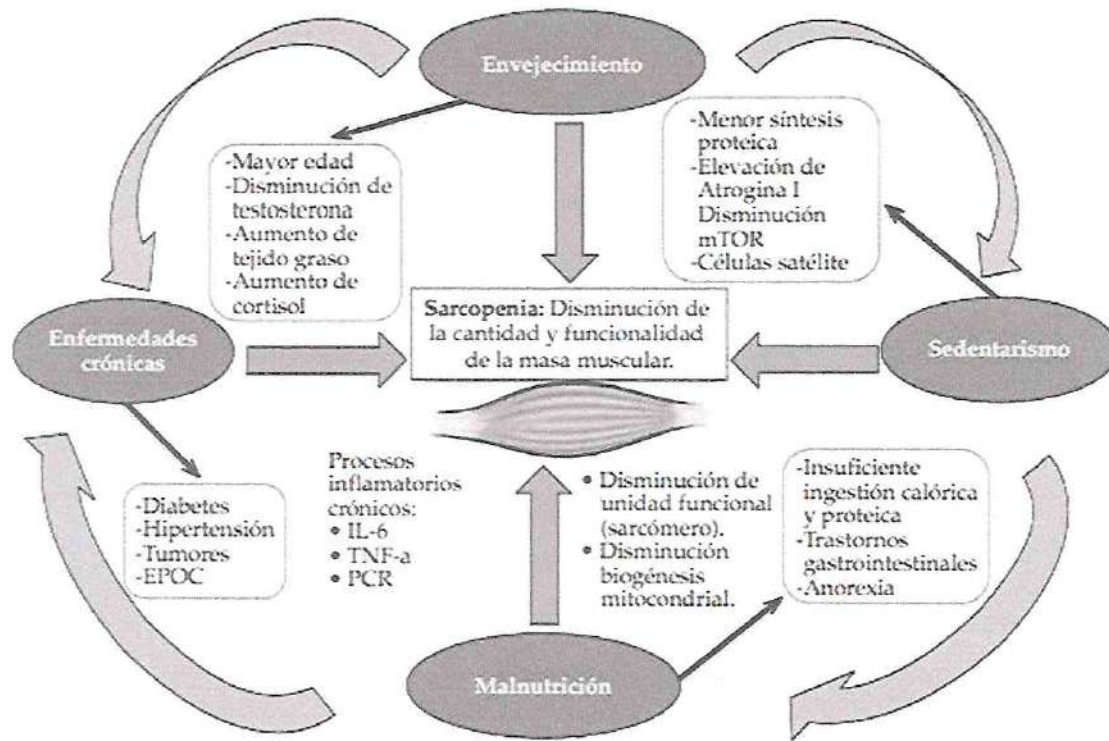 Envejecimiento
-Mayor edad
-Disminución de
testosterona
-Aumento de
tejido graso
-Aumento de
cortisol
-Menor síntesis
proteica
-Elevación de
Atrogina I
Disminución
mTOR
-Células satélite
Enfermedades
crónicas
Sarcopenia: Disminución de
la cantidad y funcionalidad
de la masa muscular.
Sedentarismo
-Diabetes
-Hipertensión
-Tumores
-EPOC
Procesos
inflamatorios
crónicos:
• IL-6
• TNF-a
• PCR
• Disminución de
unidad funcional
(sarcómero).
• Disminución
biogénesis
mitocondrial.
-Insuficiente
ingestión calórica
y proteica
-Trastornos
gastrointestinales
-Anorexia
Malnutrición